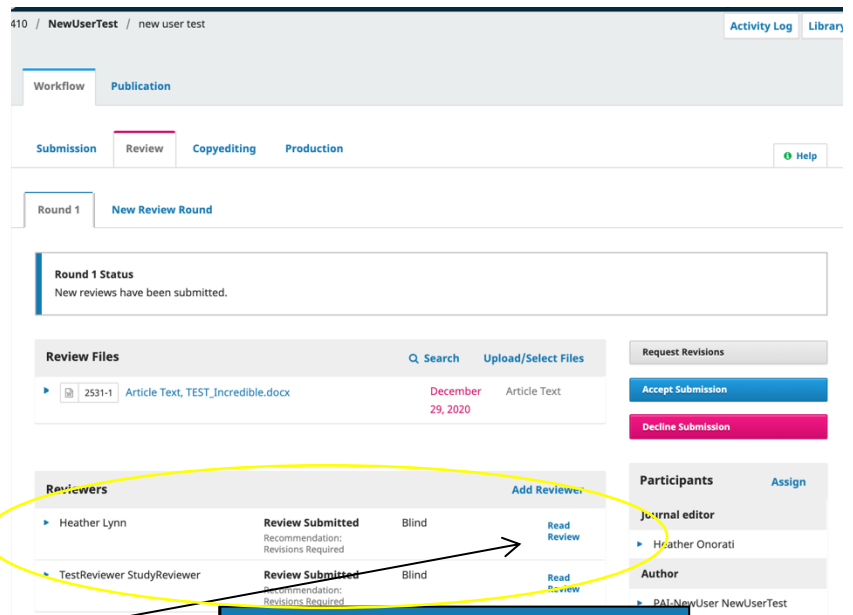 410 / NewUserTest / new user test
Activity Log Library
Workflow Publication
Submission Review Copyediting Production
Help
Round 1 New Review Round
Round 1 Status
New reviews have been submitted.
Review Files Search Upload/Select Files
2531-1 Article Text, TEST_Incredible.docx December 29, 2020 Article Text
Request Revisions
Accept Submission
Decline Submission
Reviewers Add Reviewer
Heather Lynn Review Submitted Blind Read Review
Recommendation:
Revisions Required
TestReviewer StudyReviewer Review Submitted Blind Read Review
Recommendation:
Revisions Required
Participants Assign
Journal editor
Heather Onorati
Author
PAI-NewUser NewUserTest